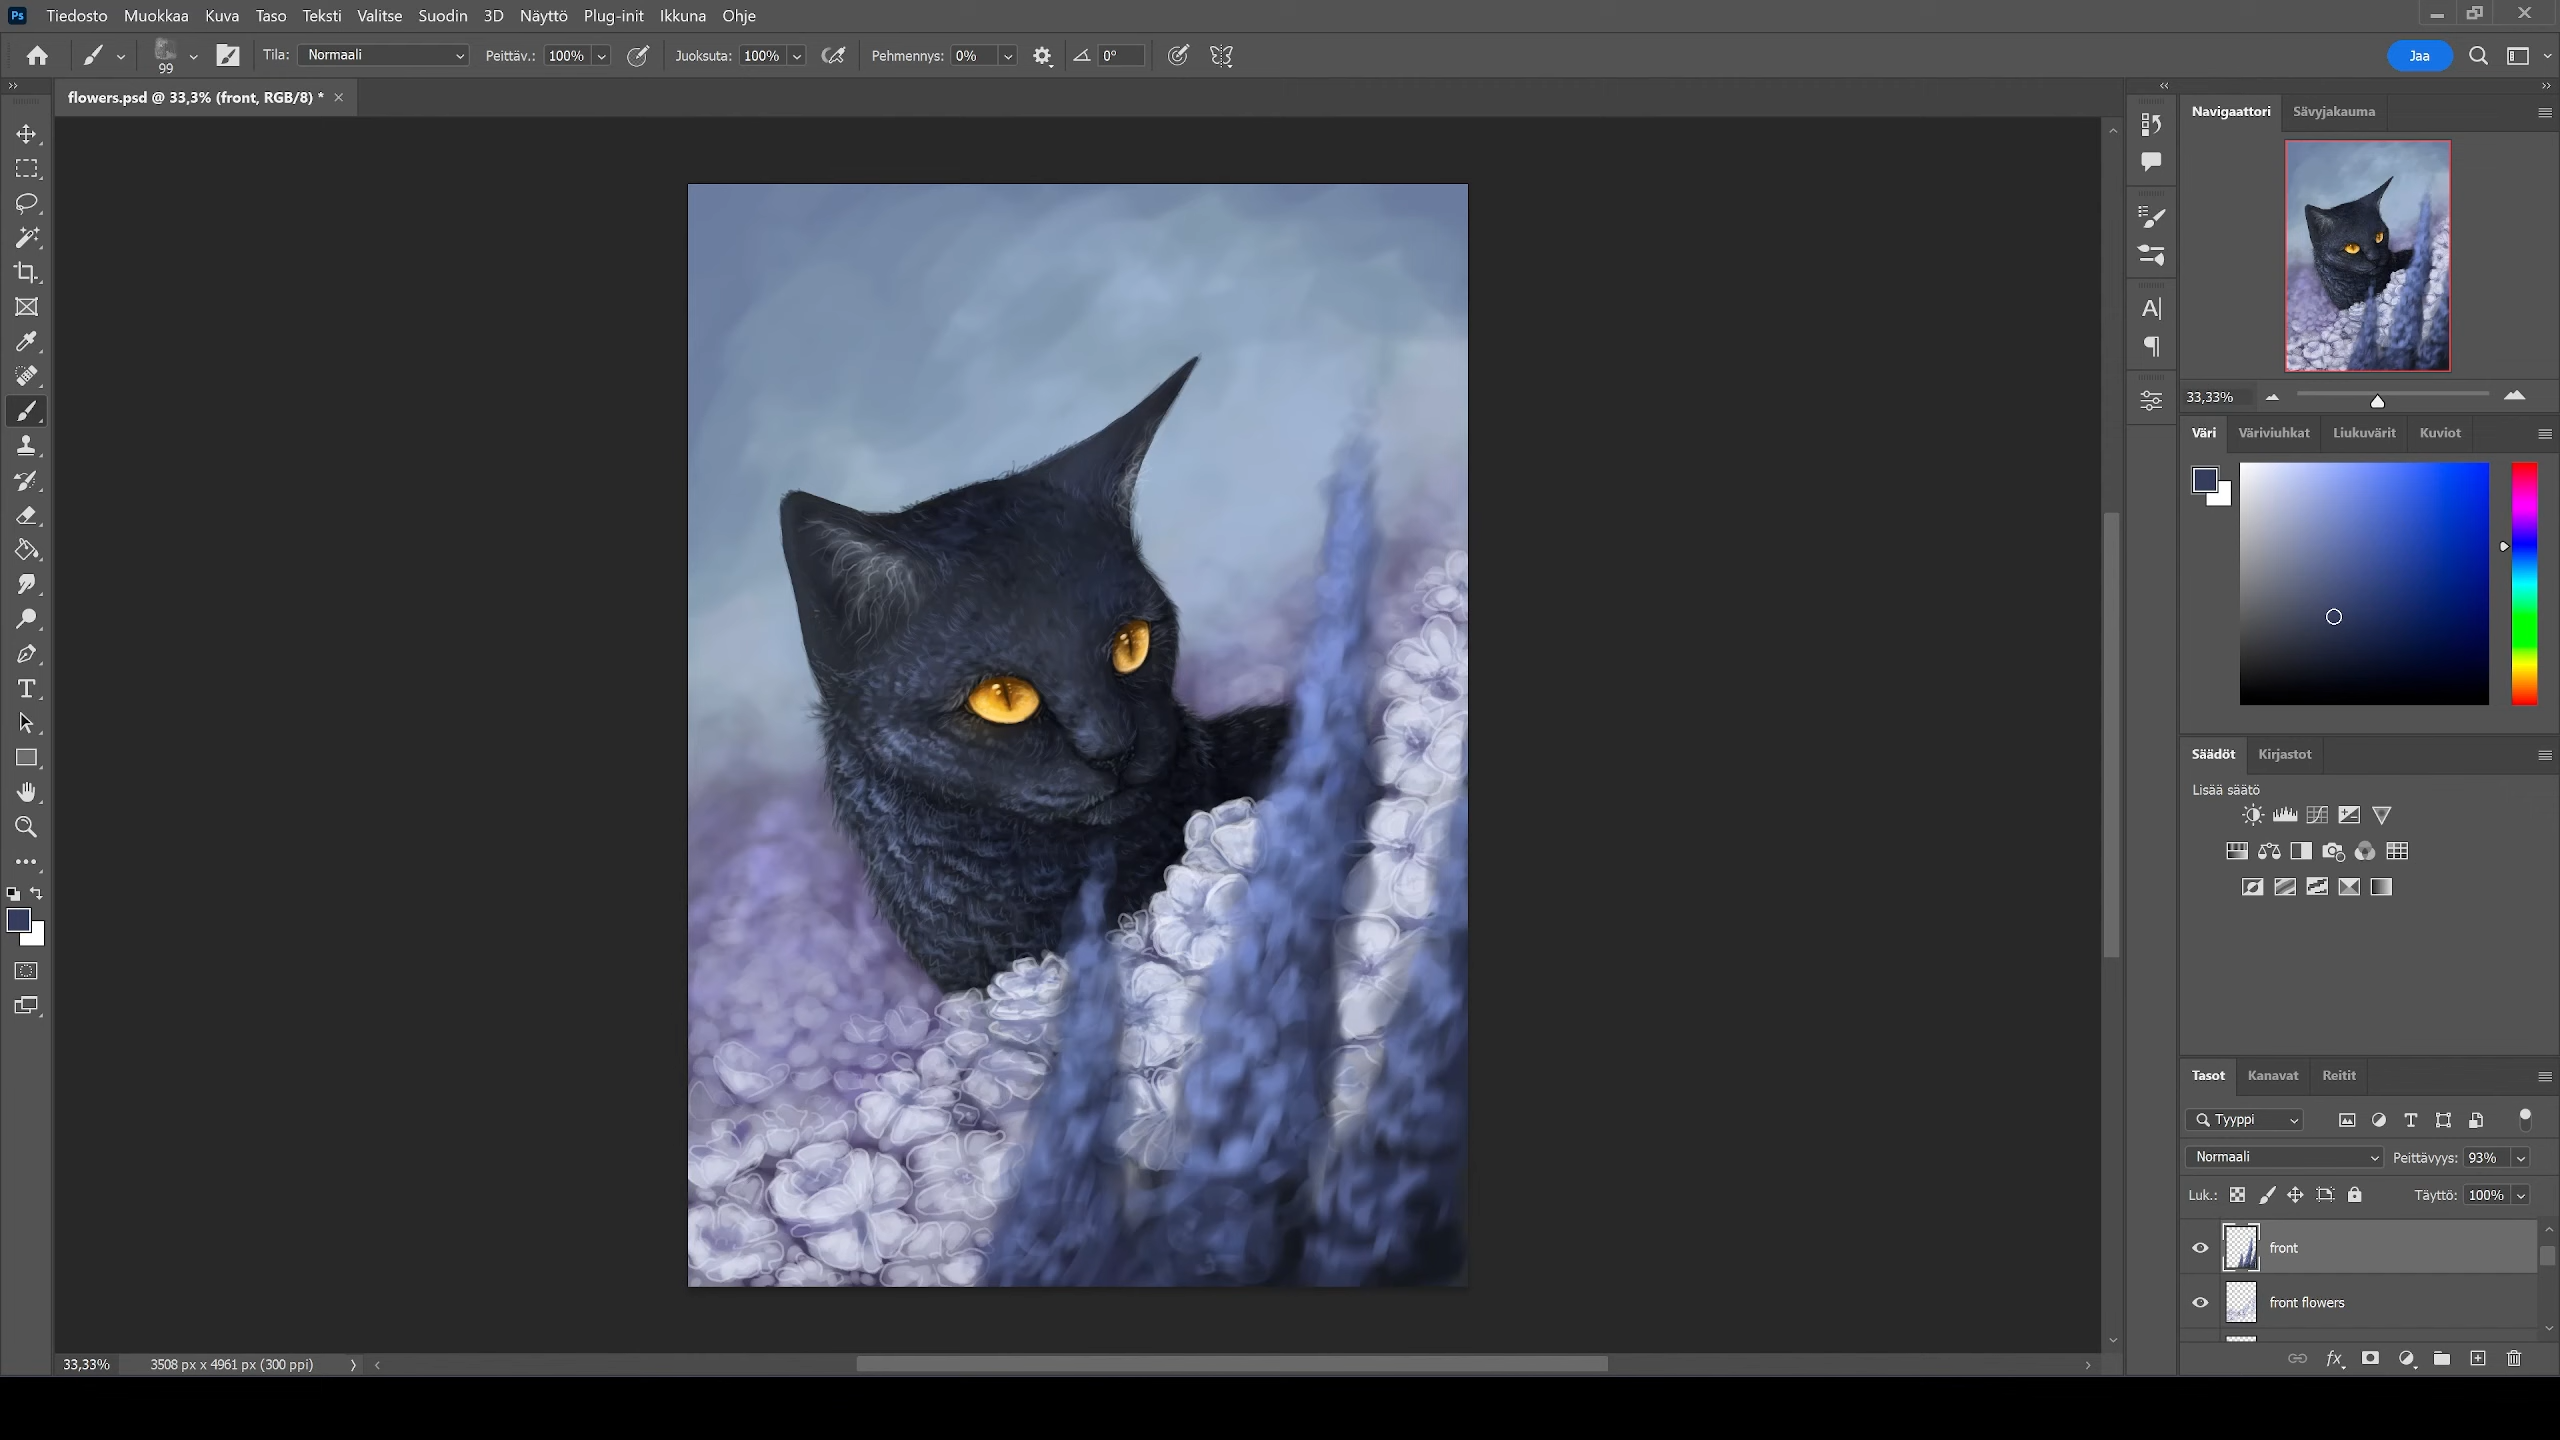 Ps Tiedosto Muokkaa Kuva Taso Teksti Valitse Suodin 3D Näyttö Plug-init Ikkuna Ohje
99 Tila: Normaali Peittäv.: 100% Juoksuta: 100% Pehmennys: 0% 0° Jaa
flowers.psd @ 33,3% (front, RGB/8) *
Navigaattori Sävyjakauma
33,33%
Väri Väriviuhkat Liukuvärit Kuviot
Säädöt Kirjastot
Lisää säätö
Tasot Kanavat Reitit
Tyyppi
Normaali Peittävyys: 93%
Luk.: Täyttö: 100%
front
front flowers
33,33% 3508 px x 4961 px (300 ppi)